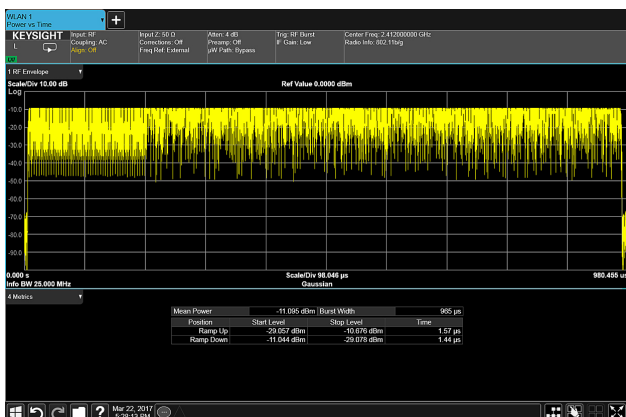 WLAN 1
Power vs Time
+
KEYSIGHT Input: RF Input Z: 50 Ω Atten: 4 dB Trig: RF Burst Center Freq: 2.412000000 GHz
L Coupling: AC Corrections: Off Preamp: Off IF Gain: Low Radio Info: 802.11b/g
Align: Off Freq Ref: External µW Path: Bypass
1 RF Envelope
Scale/Div 10.00 dB Ref Value 0.0000 dBm
Log
-10.0
-20.0
-30.0
-40.0
-50.0
-60.0
-70.0
-80.0
-90.0
0.000 s Scale/Div 98.046 µs 980.455 us
Info BW 25.000 MHz Gaussian
4 Metrics
Mean Power -11.095 dBm Burst Width 965 µs
Position Start Level Stop Level Time
Ramp Up -29.057 dBm -10.676 dBm 1.57 µs
Ramp Down -11.044 dBm -29.078 dBm 1.44 µs
? Mar 22, 2017
5:28:13 PM